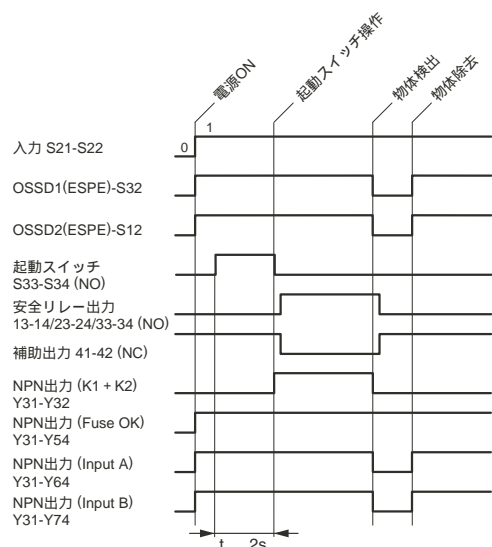 電源ON
起動スイッチ操作
物体検出
物体除去
1
0
入力 S21-S22
OSSD1(ESPE)-S32
OSSD2(ESPE)-S12
起動スイッチ
S33-S34 (NO)
安全リレー出力
13-14/23-24/33-34 (NO)
補助出力 41-42 (NC)
NPN出力 (K1 + K2)
Y31-Y32
NPN出力 (Fuse OK)
Y31-Y54
NPN出力 (Input A)
Y31-Y64
NPN出力 (Input B)
Y31-Y74
t 2s